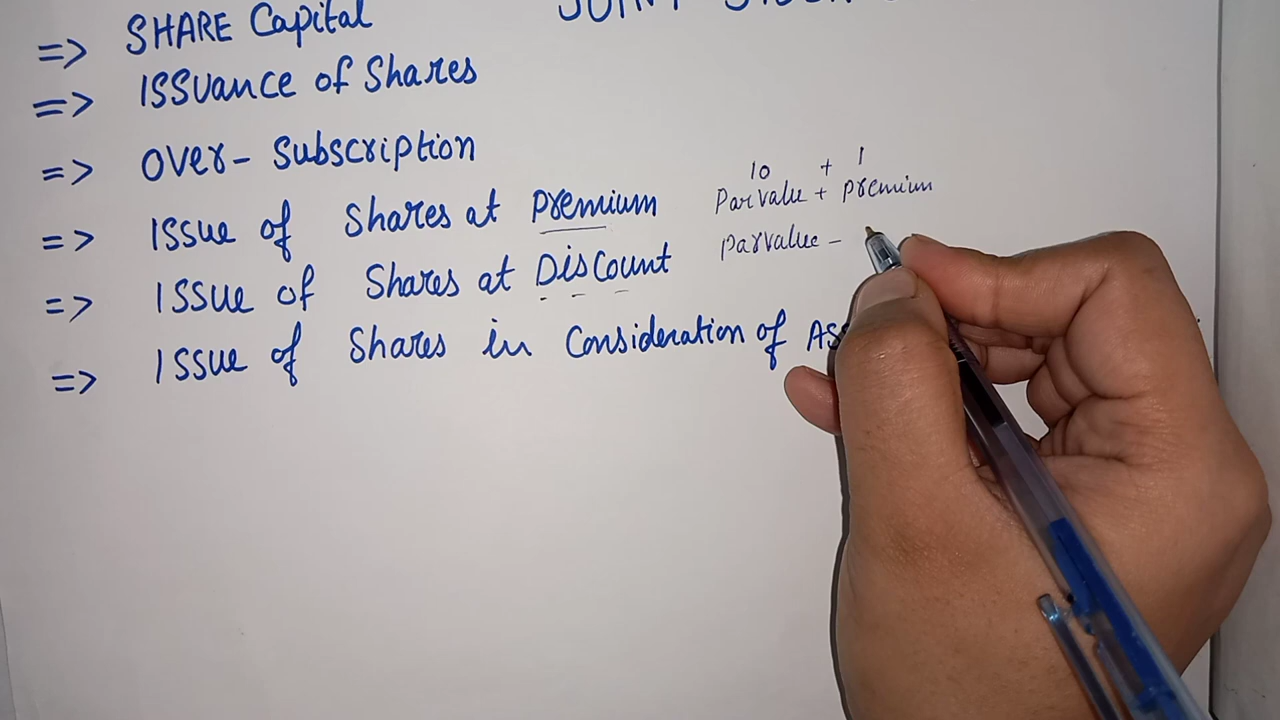 JOINT
=> SHARE Capital
=> Issuance of Shares
=> Over-Subscription
10 + 1
=> Issue of Shares at Premium Parvalue + premium
=> Issue of Shares at Discount parvalue -
=> Issue of Shares in Consideration of